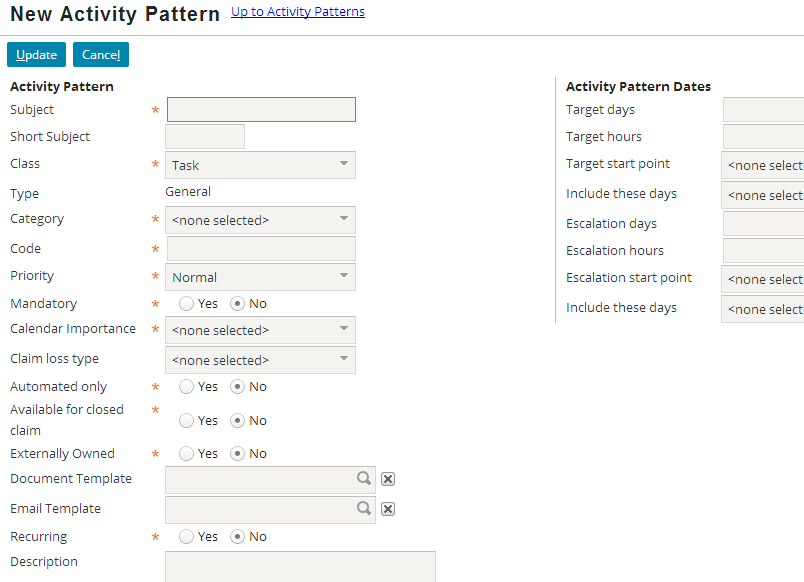 New Activity Pattern Up to Activity Patterns
Update Cancel
Activity Pattern
Subject *
Short Subject
Class * Task
Type General
Category * <none selected>
Code *
Priority * Normal
Mandatory * Yes No
Calendar Importance * <none selected>
Claim loss type <none selected>
Automated only * Yes No
Available for closed * 
claim Yes No
Externally Owned * Yes No
Document Template
Email Template
Recurring * Yes No
Description
Activity Pattern Dates
Target days
Target hours
Target start point <none select
Include these days <none select
Escalation days
Escalation hours
Escalation start point <none select
Include these days <none select